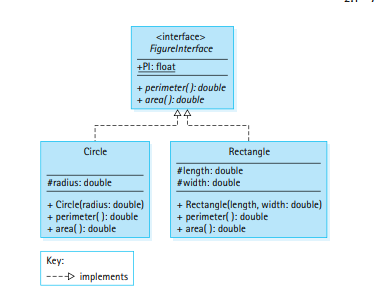 <interface>
FigureInterface
+PI: float
+ perimeter( ): double
+ area( ): double
Circle
#radius: double
+ Circle(radius: double)
+ perimeter( ): double
+ area( ): double
Rectangle
#length: double
#width: double
+ Rectangle(length, width: double)
+ perimeter( ): double
+ area( ): double
Key:
implements